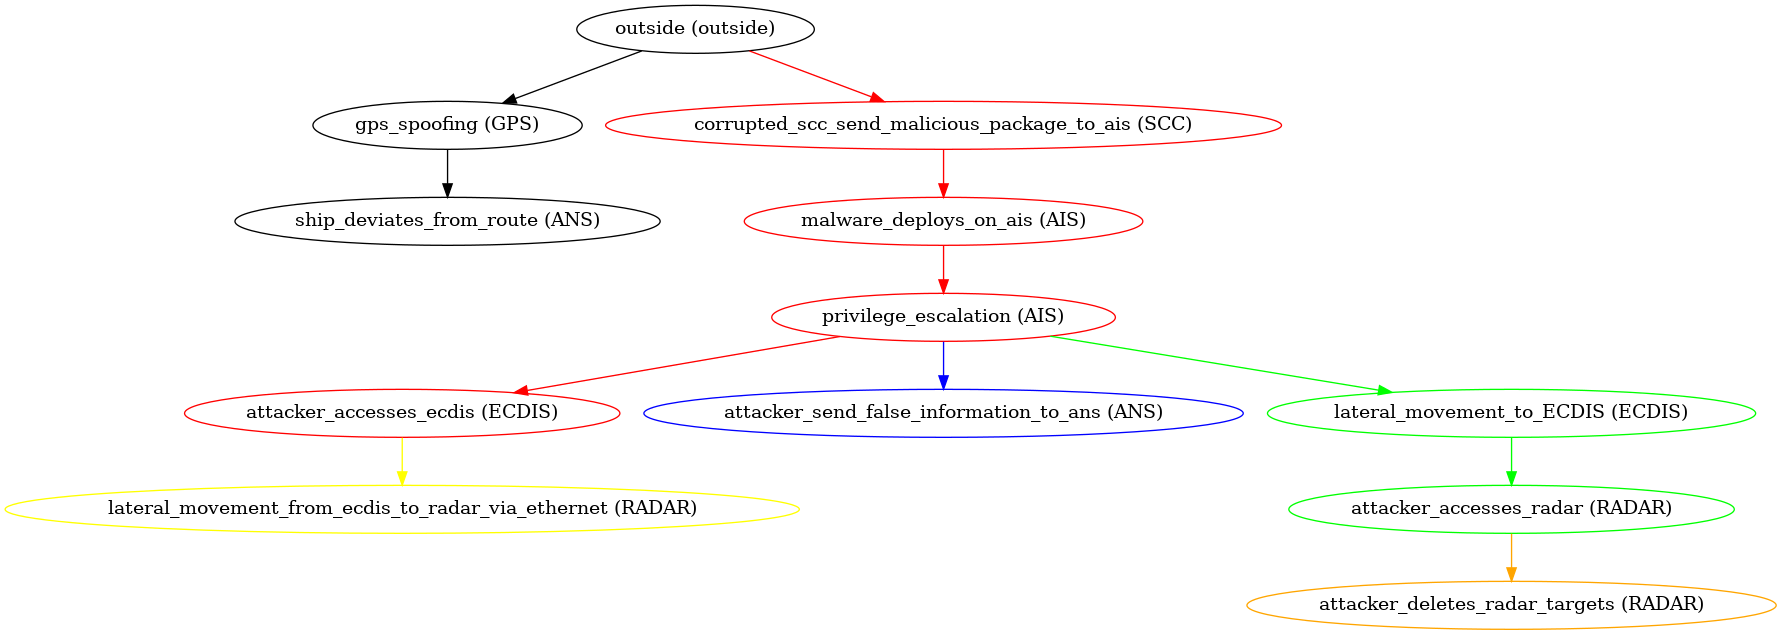 outside (outside)
gps_spoofing (GPS)
corrupted_scc_send_malicious_package_to_ais (SCC)
ship_deviates_from_route (ANS)
malware_deploys_on_ais (AIS)
privilege_escalation (AIS)
attacker_accesses_ecdis (ECDIS)
attacker_send_false_information_to_ans (ANS)
lateral_movement_to_ECDIS (ECDIS)
lateral_movement_from_ecdis_to_radar_via_ethernet (RADAR)
attacker_accesses_radar (RADAR)
attacker_deletes_radar_targets (RADAR)